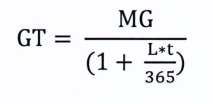 GT = MG / (1 + L*t/365)